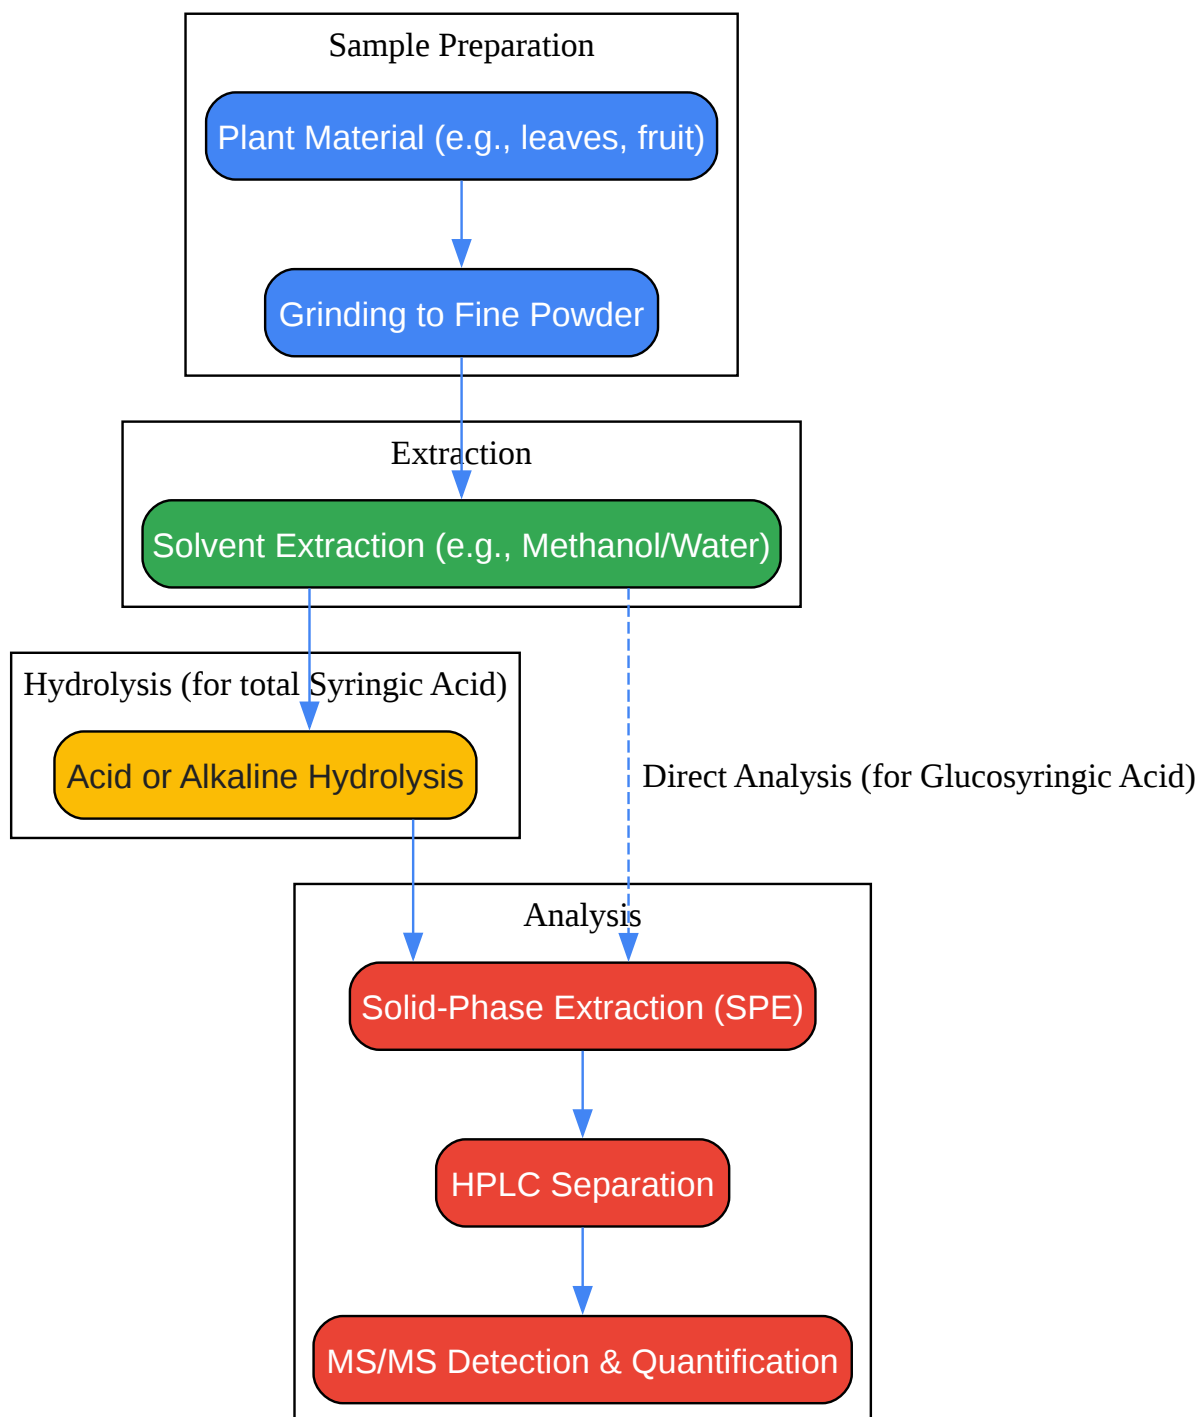 Sample Preparation
Plant Material (e.g., leaves, fruit)
Grinding to Fine Powder
Extraction
Solvent Extraction (e.g., Methanol/Water)
Hydrolysis (for total Syringic Acid)
Acid or Alkaline Hydrolysis
Direct Analysis (for Glucosyringic Acid)
Analysis
Solid-Phase Extraction (SPE)
HPLC Separation
MS/MS Detection & Quantification